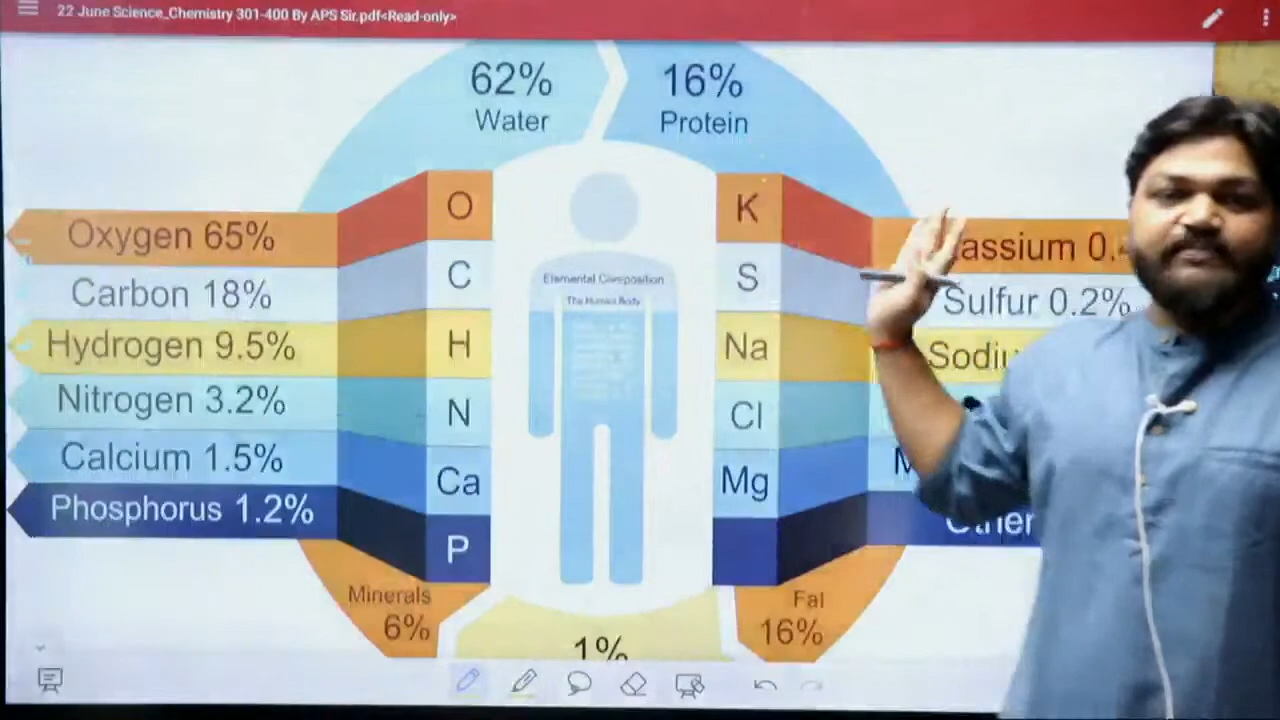 22 June Science_Chemistry 301-400 By APS Sir.pdf<Read-only>
62%
Water
16%
Protein
Oxygen 65%
Carbon 18%
Hydrogen 9.5%
Nitrogen 3.2%
Calcium 1.5%
Phosphorus 1.2%
O
C
H
N
Ca
P
Elemental Composition
The Human Body
K
S
Na
Cl
Mg
Sulfur 0.2%
Other
Minerals
6%
1%
Fat
16%